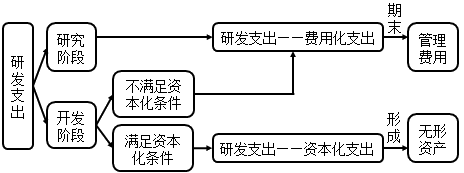 研发支出
研究
阶段
开发
阶段
不满足资
本化条件
满足资本
化条件
研发支出——费用化支出
研发支出——资本化支出
期末
形成
管理
费用
无形
资产